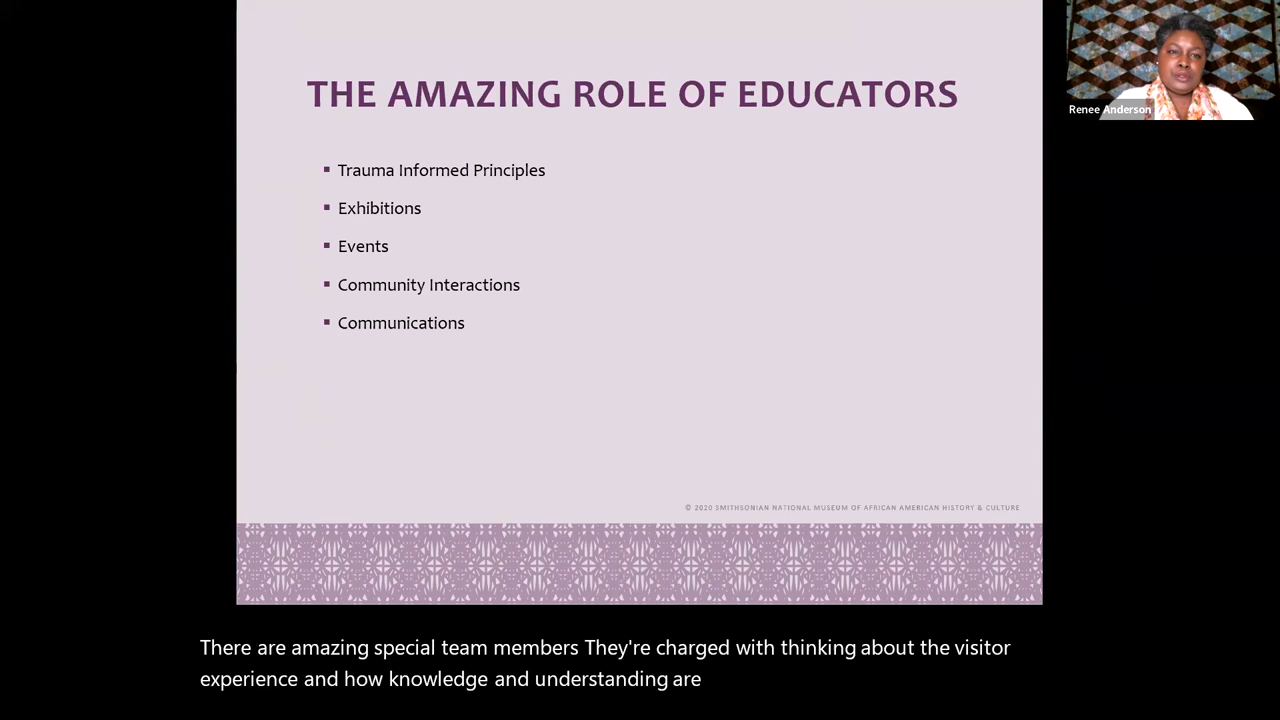 THE AMAZING ROLE OF EDUCATORS
Renee Anderson
Trauma Informed Principles
Exhibitions
Events
Community Interactions
Communications
© 2020 SMITHSONIAN NATIONAL MUSEUM OF AFRICAN AMERICAN HISTORY & CULTURE
There are amazing special team members They're charged with thinking about the visitor
experience and how knowledge and understanding are